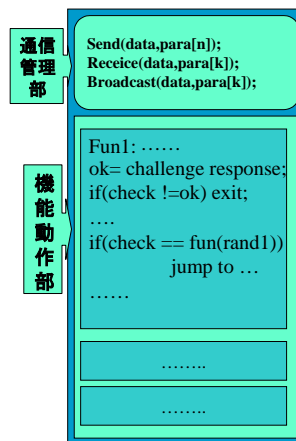 通信
管理
部
Send(data,para[n]);
Receice(data,para[k]);
Broadcast(data,para[k]);
機
能
動
作
部
Fun1: ……
ok= challenge response;
if(check !=ok) exit;
….
if(check == fun(rand1))
jump to …
……
……..
……..